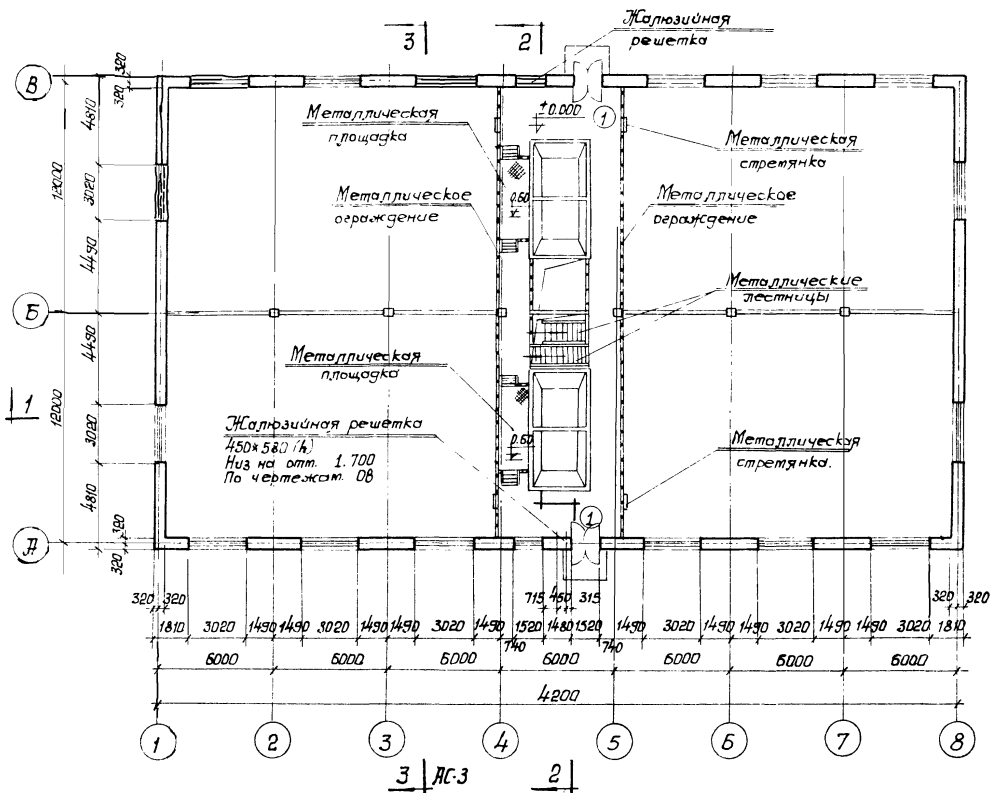 3
2
Жалюзийная
решетка
В
320
320
Металлическая
площадка
+0.000
1
Металлическая
стремянка
4810
3020
4490
12000
Металлическое
ограждение
0.60
Металлическое
ограждение
Металлические
лестницы
Б
4490
3020
4810
12000
1
Металлическая
площадка
Жалюзийная решетка
450×580 (h)
Низ на отм. 1.700
По чертежам ОВ
0.60
Металлическая
стремянка.
1
А
320
320
320 320
715 450 315
320 320
1810 3020 1490 1490 3020 1490 1490 3020 1490 1520 1480 1520 1490 3020 1490 1490 3020 1490 1490 3020 1810
740 740
6000 6000 6000 6000 6000 6000 6000
4200
1 2 3 4 5 6 7 8
3 АС-3 2